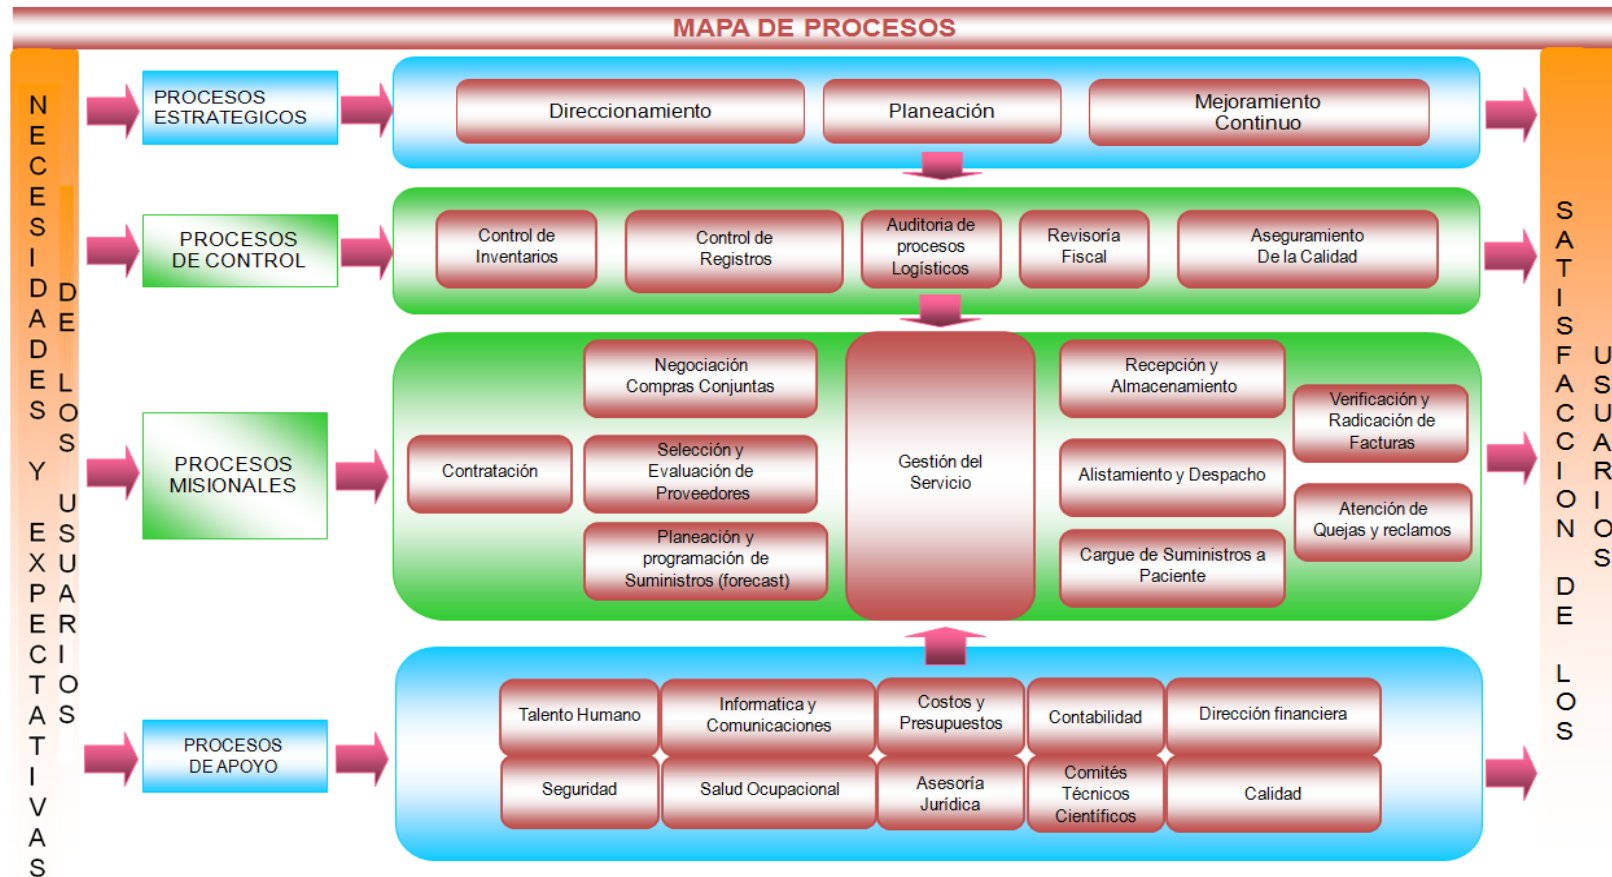 MAPA DE PROCESOS
NECESIDADES Y EXPECTATIVAS
DE LOS USUARIOS
PROCESOS
ESTRATEGICOS
Direccionamiento
Planeación
Mejoramiento
Continuo
PROCESOS
DE CONTROL
Control de
Inventarios
Control de
Registros
Auditoria de
procesos
Logísticos
Revisoría
Fiscal
Aseguramiento
De la Calidad
PROCESOS
MISIONALES
Contratación
Negociación
Compras Conjuntas
Selección y
Evaluación de
Proveedores
Planeación y
programación de
Suministros (forecast)
Gestión del
Servicio
Recepción y
Almacenamiento
Alistamiento y Despacho
Cargue de Suministros a
Paciente
Verificación y
Radicación de
Facturas
Atención de
Quejas y reclamos
PROCESOS
DE APOYO
Talento Humano
Informatica y
Comunicaciones
Costos y
Presupuestos
Contabilidad
Dirección financiera
Seguridad
Salud Ocupacional
Asesoría
Jurídica
Comités
Técnicos
Científicos
Calidad
SATISFACCION DE LOS
USUARIOS